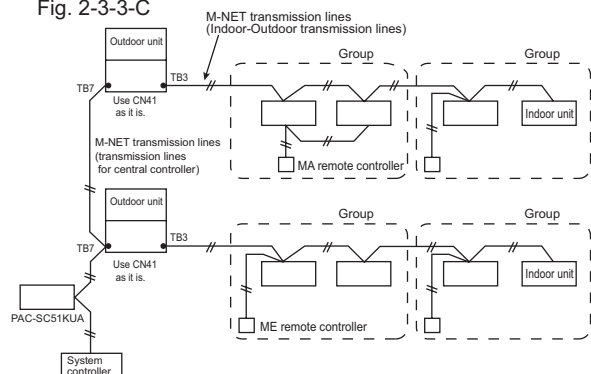 Fig. 2-3-3-C
M-NET transmission lines
(Indoor-Outdoor transmission lines)
Outdoor unit
Group
Group
TB7
TB3
Use CN41
as it is.
Indoor unit
MA remote controller
M-NET transmission lines
(transmission lines
for central controller)
Outdoor unit
Group
Group
TB7
TB3
Use CN41
as it is.
Indoor unit
PAC-SC51KUA
ME remote controller
System
controller